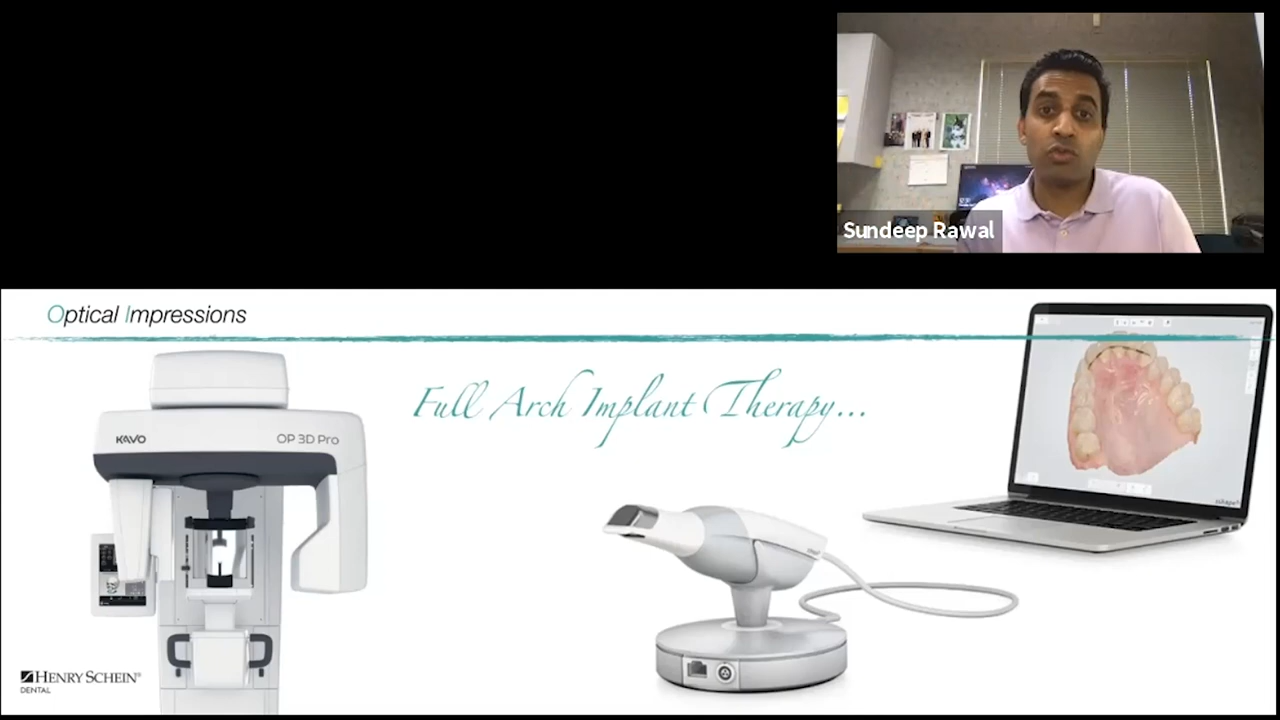 Sundeep Rawal
Optical Impressions
Full Arch Implant Therapy...
KAVO
OP 3D Pro
HENRY SCHEIN®
DENTAL